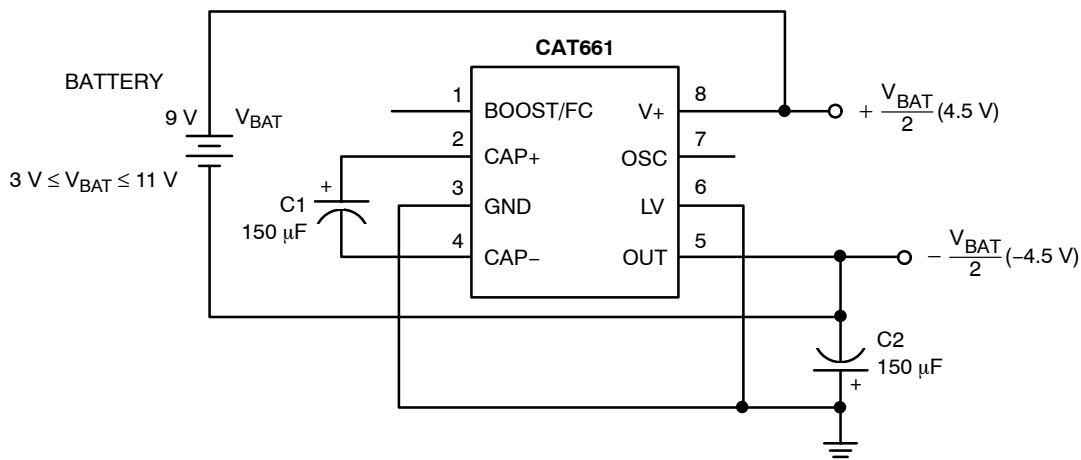 CAT661
BATTERY
9 V
V_BAT
3 V ≤ V_BAT ≤ 11 V
1
BOOST/FC
V+
8
+ V_BAT/2 (4.5 V)
2
CAP+
OSC
7
+
C1
150 μF
3
GND
LV
6
4
CAP−
OUT
5
− V_BAT/2 (−4.5 V)
C2
150 μF
+